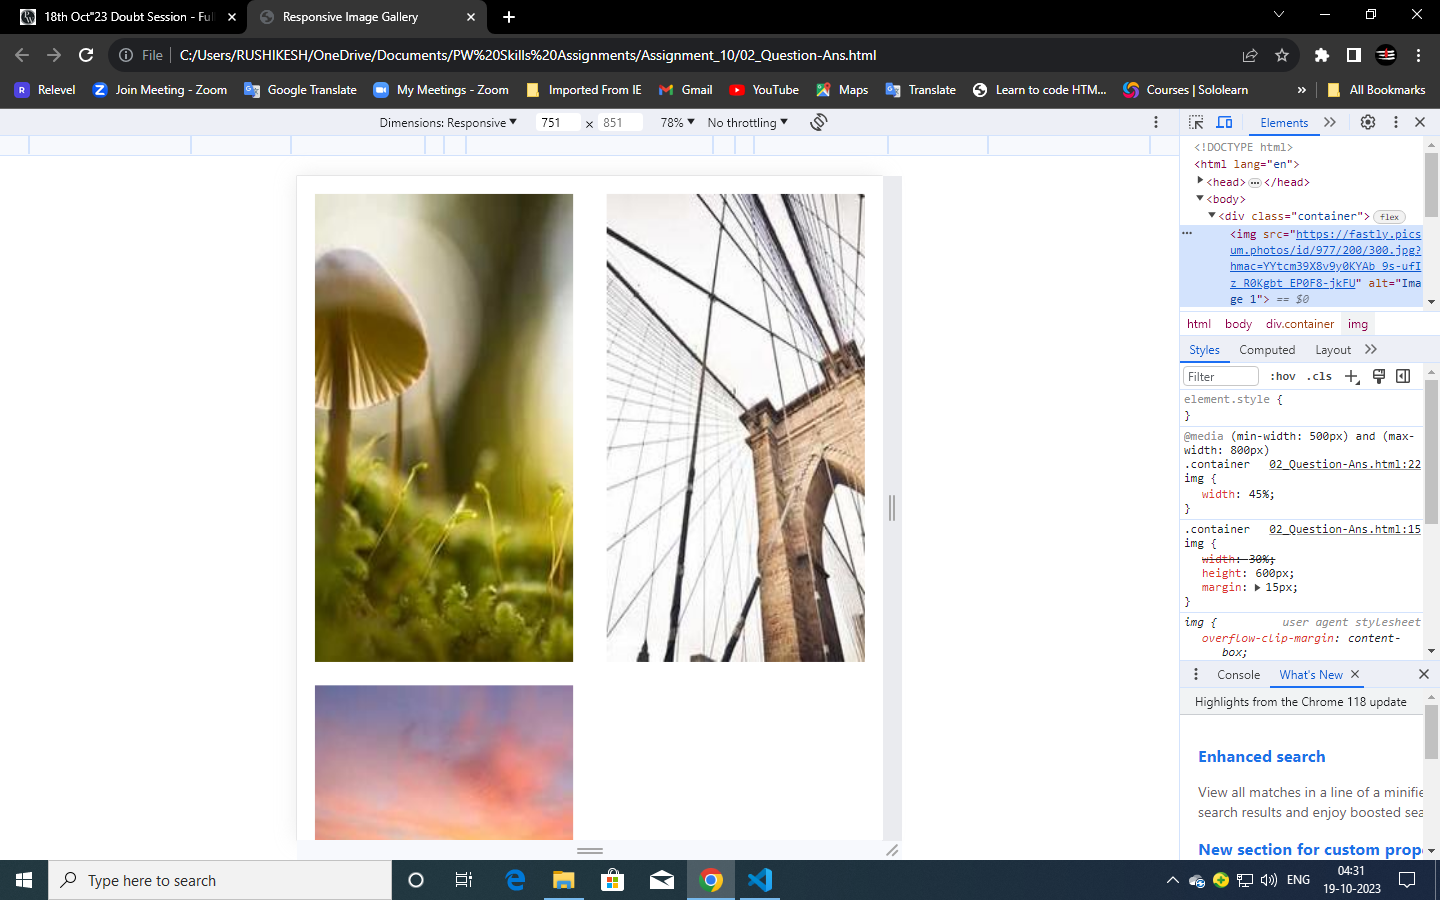 18th Oct"23 Doubt Session - Ful
Responsive Image Gallery
File
C:/Users/RUSHIKESH/OneDrive/Documents/PW%20Skills%20Assignments/Assignment_10/02_Question-Ans.html
Relevel
Join Meeting - Zoom
Google Translate
My Meetings - Zoom
Imported From IE
Gmail
YouTube
Maps
Translate
Learn to code HTM...
Courses | Sololearn
»
All Bookmarks
Dimensions: Responsive
751
x
851
78%
No throttling
Elements
<!DOCTYPE html>
<html lang="en">
<head>
</head>
<body>
<div class="container">
flex
<img src="https://fastly.pics
um.photos/id/977/200/300.jpg?
hmac=YYtcm39X8v9y0KYAb_9s-ufI
z_R0Kgbt_EP0F8-jkFU" alt="Ima
ge 1"> == $0
html
body
div.container
img
Styles
Computed
Layout
Filter
:hov
.cls
element.style {
}
@media (min-width: 500px) and (max-
width: 800px)
.container
02_Question-Ans.html:22
img {
width: 45%;
}
.container
02_Question-Ans.html:15
img {
width: 30%;
height: 600px;
margin: 15px;
}
img {
user agent stylesheet
overflow-clip-margin: content-
box;
Console
What's New
Highlights from the Chrome 118 update
Enhanced search
View all matches in a line of a minifie
search results and enjoy boosted sea
New section for custom prope
Type here to search
ENG
04:31
19-10-2023